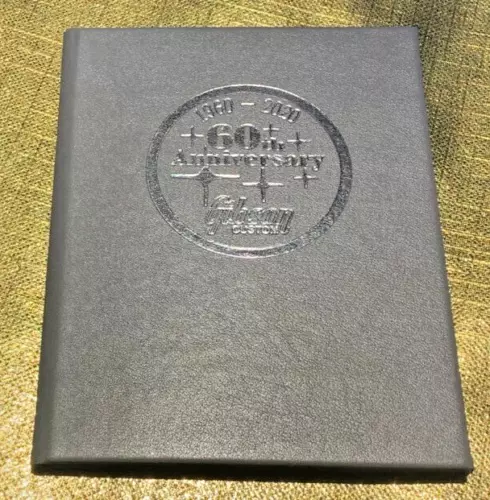 1960 - 2020
60th
Anniversary
Gibson
CUSTOM